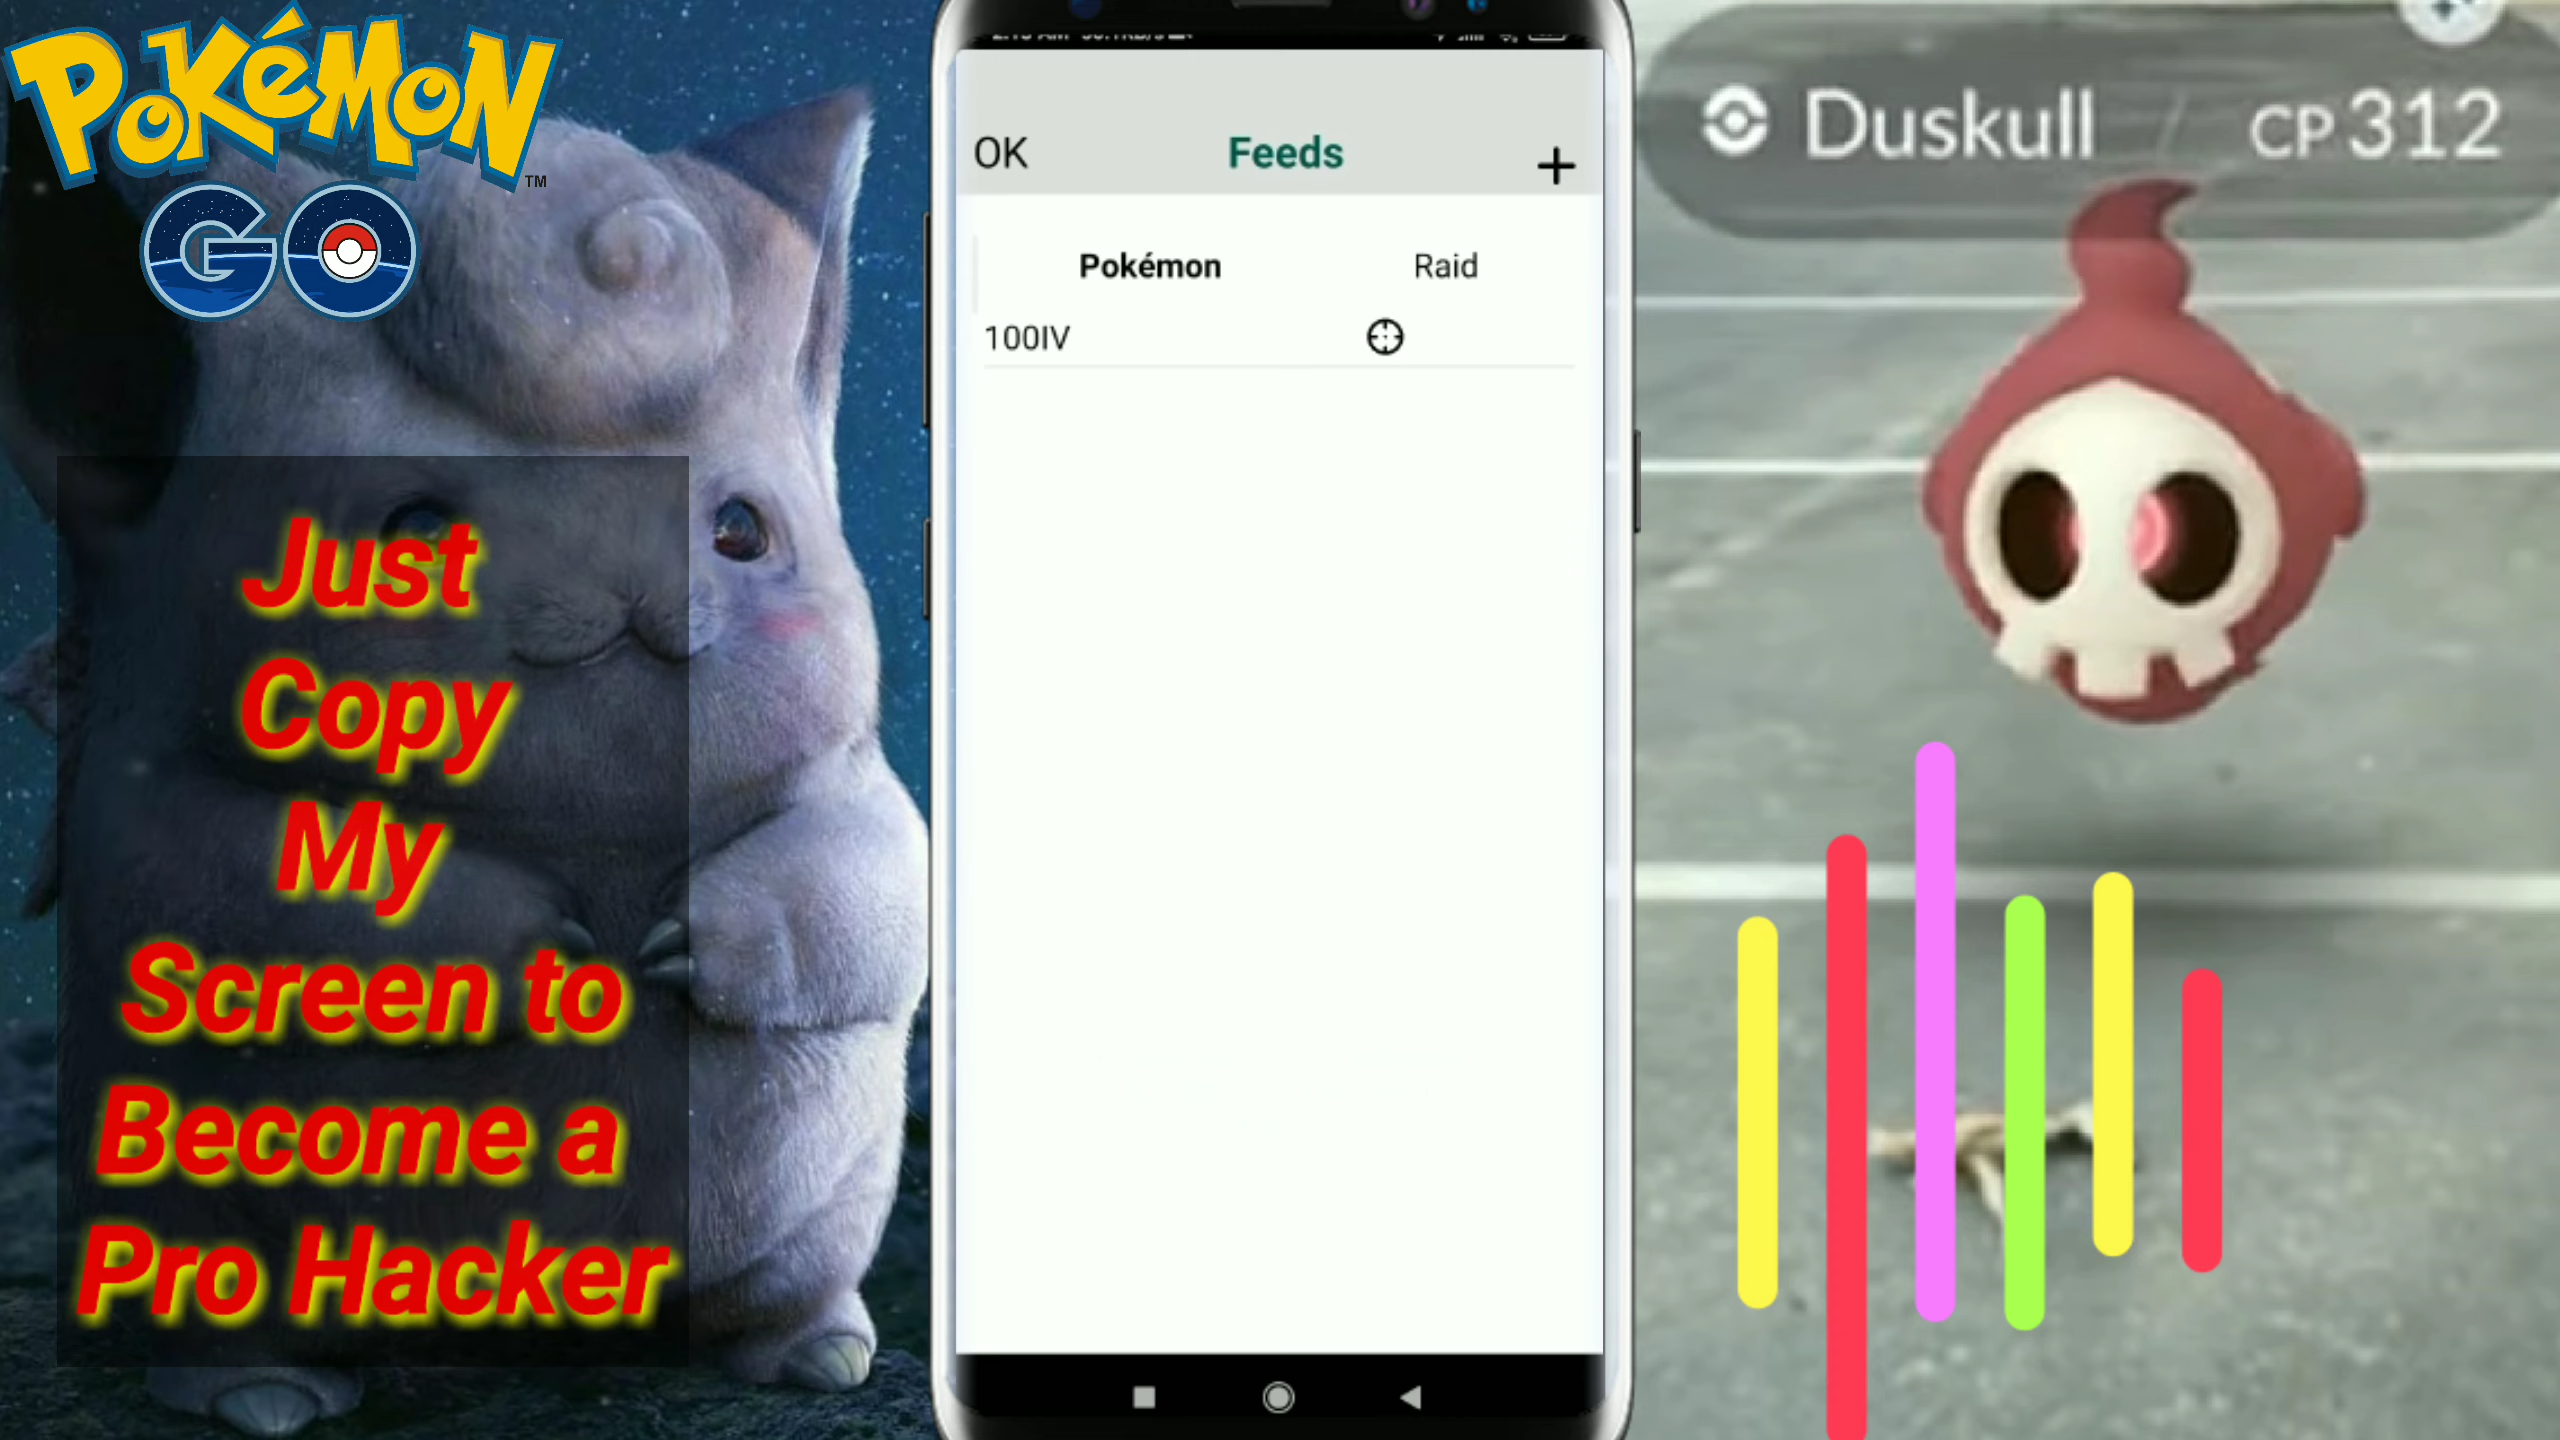 POKéMON
TM
GO
Just
Copy
My
Screen to
Become a
Pro Hacker
OK
Feeds
+
Pokémon
Raid
100IV
Duskull
CP312